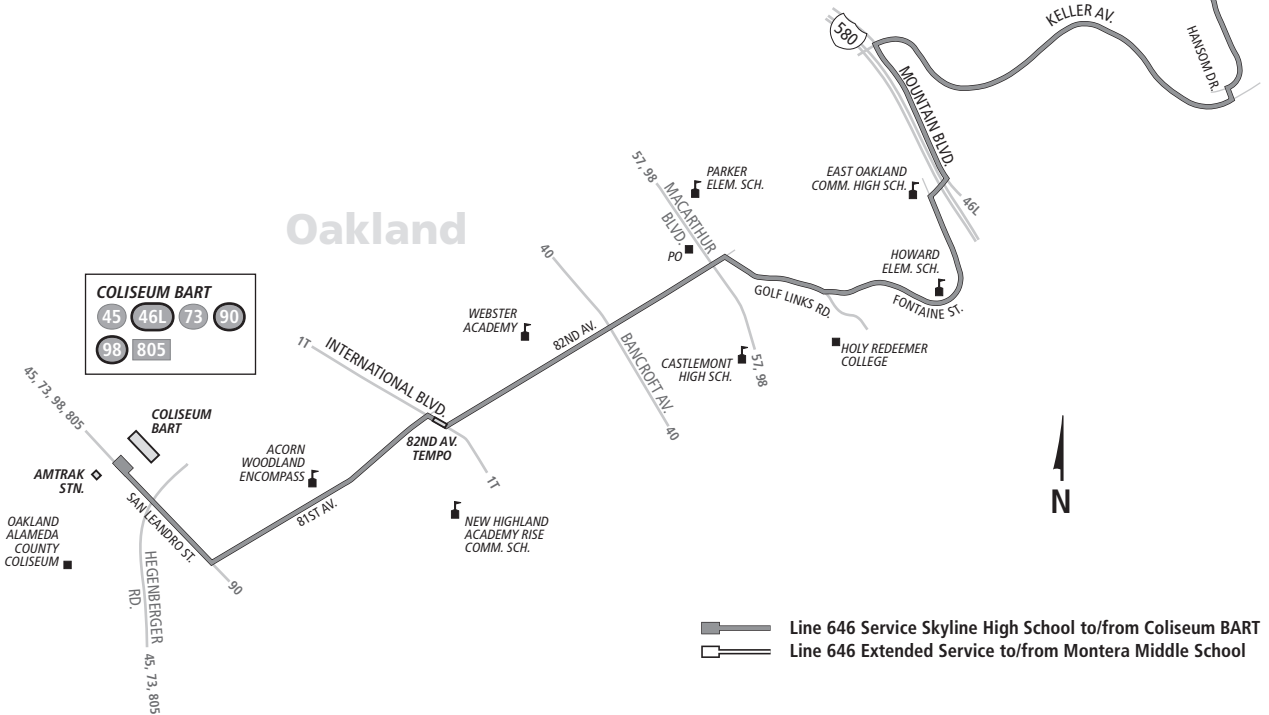 KELLER AV.
HANSOM DR.
580
MOUNTAIN BLVD.
57, 98
MACARTHUR
BLVD.
PARKER
ELEM. SCH.
EAST OAKLAND
COMM. HIGH SCH.
46L
Oakland
PO
HOWARD
ELEM. SCH.
40
GOLF LINKS RD.
FONTAINE ST.
COLISEUM BART
45 46L 73 90
98 805
WEBSTER
ACADEMY
82ND AV.
1T
INTERNATIONAL BLVD.
BANCROFT AV.
CASTLEMONT
HIGH SCH.
57, 98
HOLY REDEEMER
COLLEGE
45, 73, 98, 805
COLISEUM
BART
82ND AV.
TEMPO
40
ACORN
WOODLAND
ENCOMPASS
AMTRAK
STN.
1T
SAN LEANDRO ST.
81ST AV.
N
OAKLAND
ALAMEDA
COUNTY
COLISEUM
NEW HIGHLAND
ACADEMY RISE
COMM. SCH.
HEGENBERGER
RD.
90
45, 73, 805
Line 646 Service Skyline High School to/from Coliseum BART
Line 646 Extended Service to/from Montera Middle School